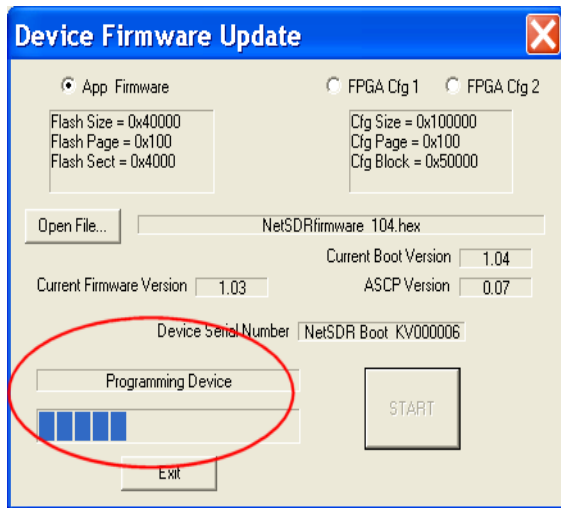 Device Firmware Update
App Firmware
FPGA Cfg 1
FPGA Cfg 2
Flash Size = 0x40000
Flash Page = 0x100
Flash Sect = 0x4000
Cfg Size = 0x100000
Cfg Page = 0x100
Cfg Block = 0x50000
Open File...
NetSDRfirmware 104.hex
Current Boot Version 1.04
Current Firmware Version 1.03
ASCP Version 0.07
Device Serial Number NetSDR Boot KV000006
Programming Device
START
Exit